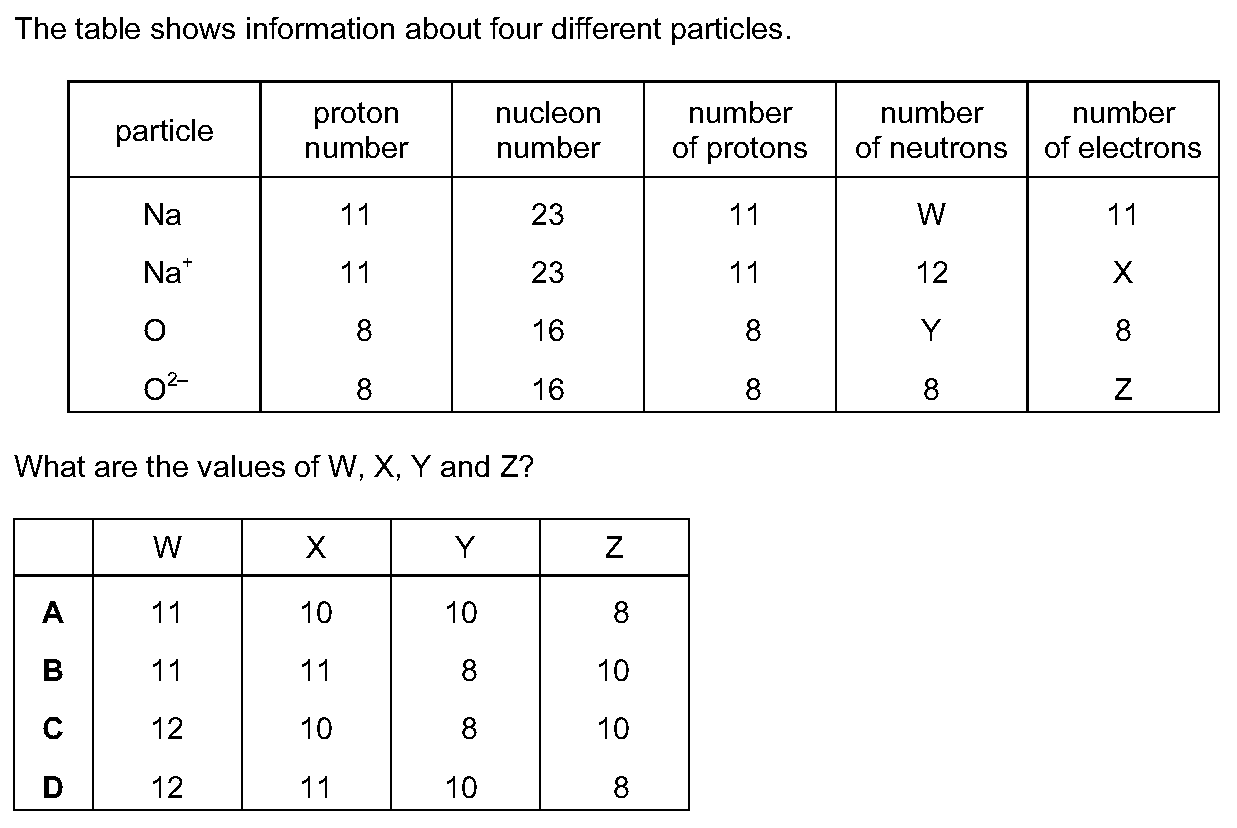 The table shows information about four different particles.
particle proton number nucleon number number of protons number of neutrons number of electrons
Na 11 23 11 W 11
Na⁺ 11 23 11 12 X
O 8 16 8 Y 8
O²⁻ 8 16 8 8 Z
What are the values of W, X, Y and Z?
W X Y Z
A 11 10 10 8
B 11 11 8 10
C 12 10 8 10
D 12 11 10 8